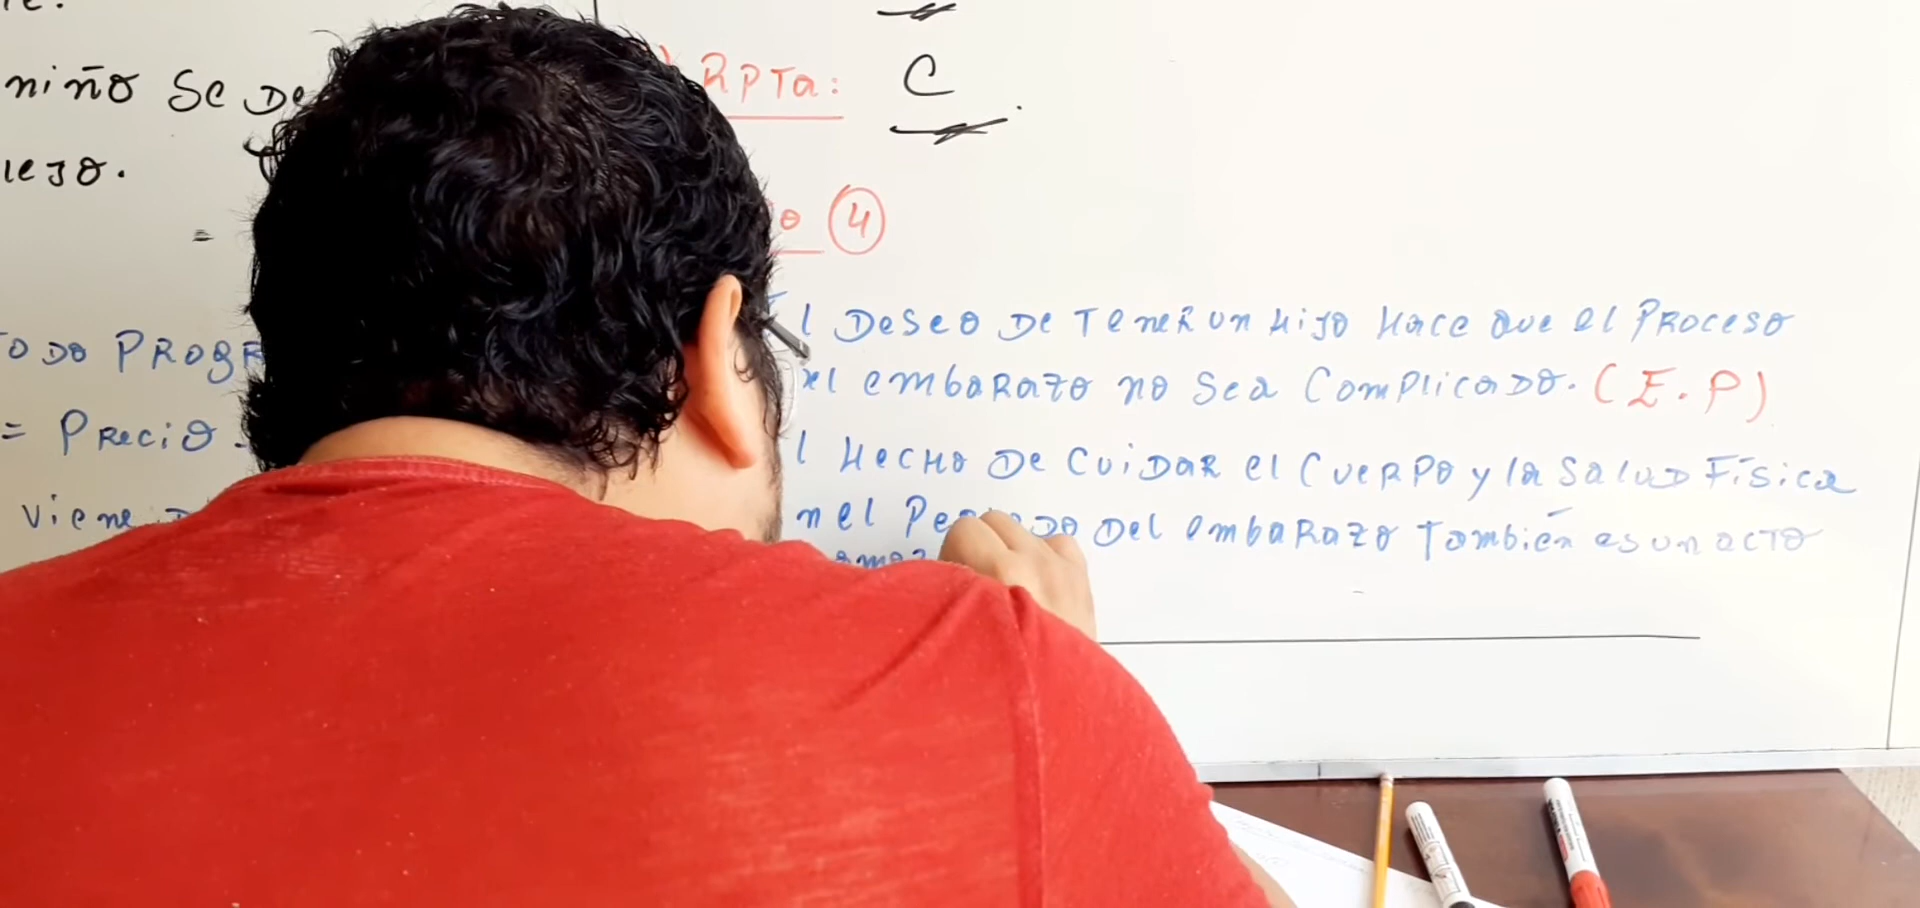 niño se de
RPTa:
C
4
l Deseo De Tener un Hijo Hace Que el Proceso
el embarazo no sea Complicado. (E.P)
l Hecho De Cuidar el Cuerpo y la Salud Física
n el Periodo Del embarazo También es un acto
ToDo PROGR
= Precio.
viene